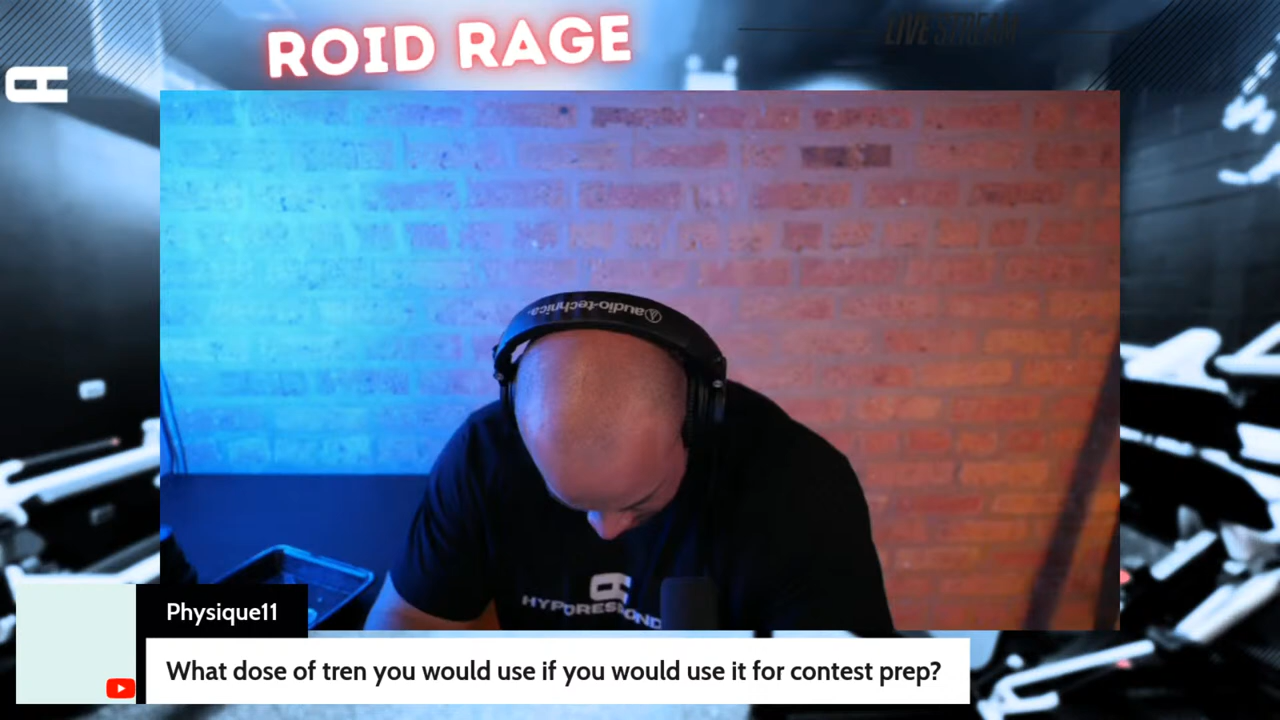 ROID RAGE
LIVE STREAM
audio-technica
HYPORESPOND
Physique11
What dose of tren you would use if you would use it for contest prep?